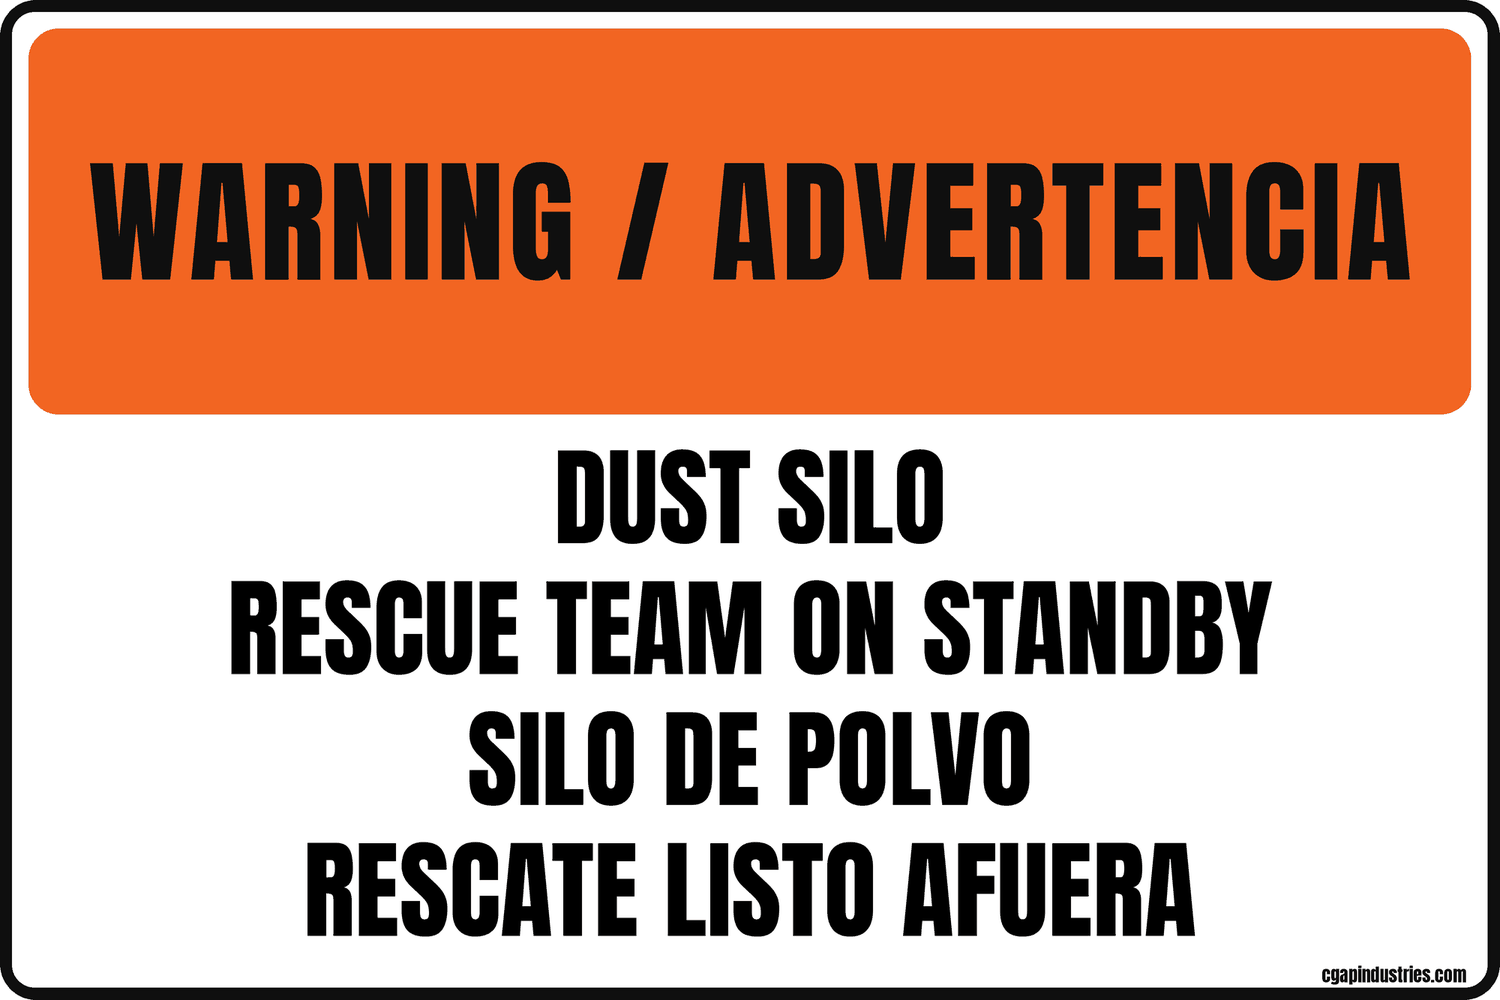 WARNING / ADVERTENCIA
DUST SILO
RESCUE TEAM ON STANDBY
SILO DE POLVO
RESCATE LISTO AFUERA
cgapindustries.com